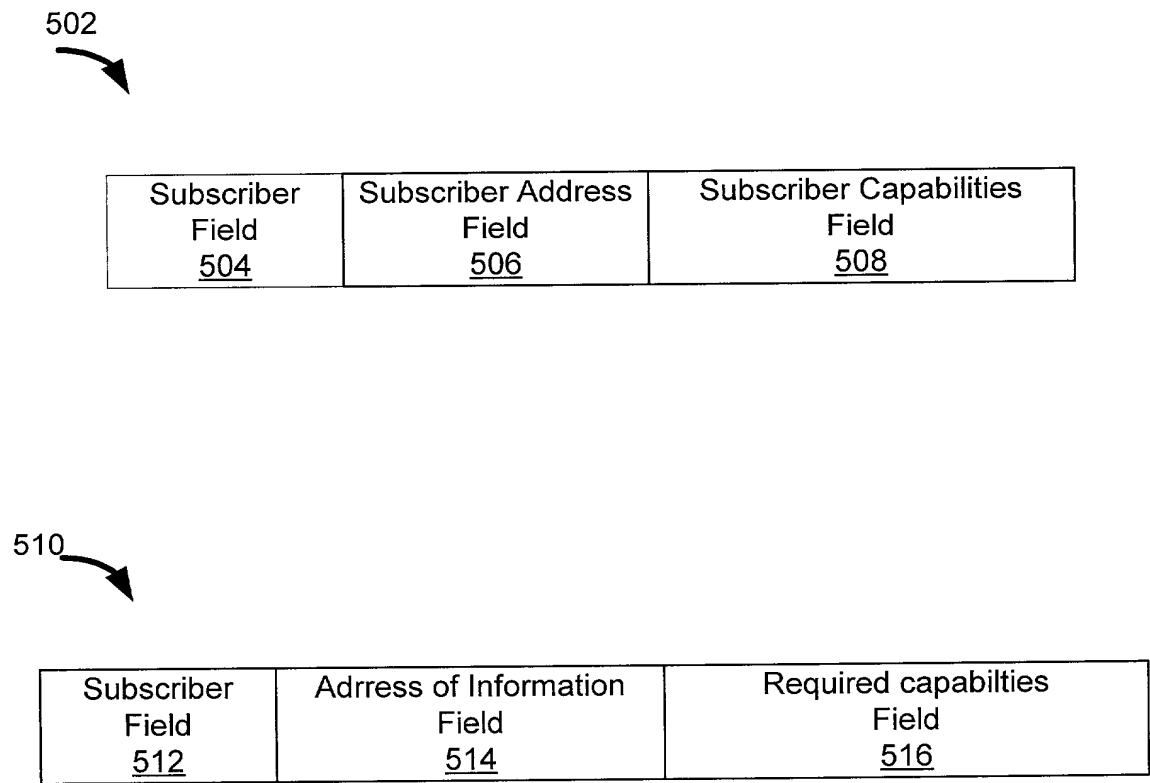 502
Subscriber
Field
504
Subscriber Address
Field
506
Subscriber Capabilities
Field
508
510
Subscriber
Field
512
Adrress of Information
Field
514
Required capabilties
Field
516